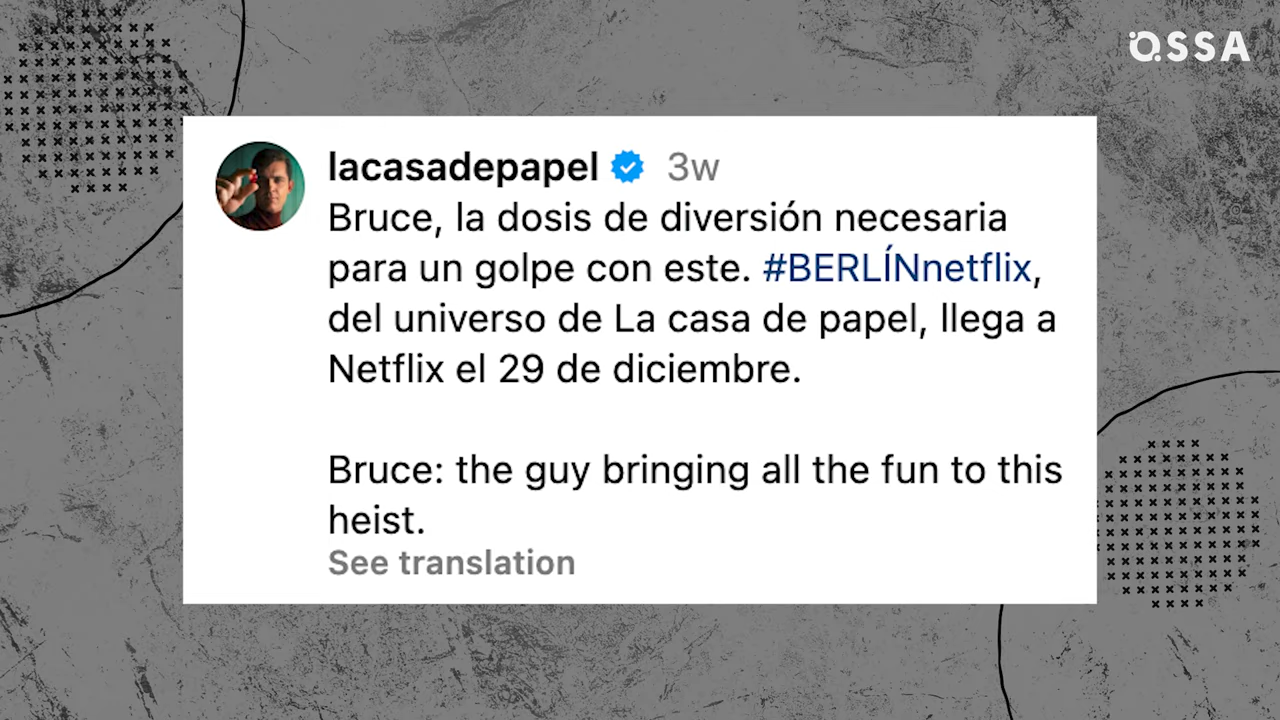 QSSA
lacasadepapel 3w
Bruce, la dosis de diversión necesaria
para un golpe con este. #BERLÍNnetflix,
del universo de La casa de papel, llega a
Netflix el 29 de diciembre.
Bruce: the guy bringing all the fun to this
heist.
See translation